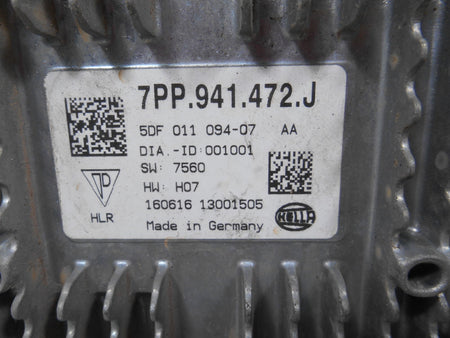 7PP.941.472.J
5DF 011 094-07 AA
DIA.-ID:001001
SW: 7560
HW: H07
HLR
160616 13001505
HELLA
Made in Germany